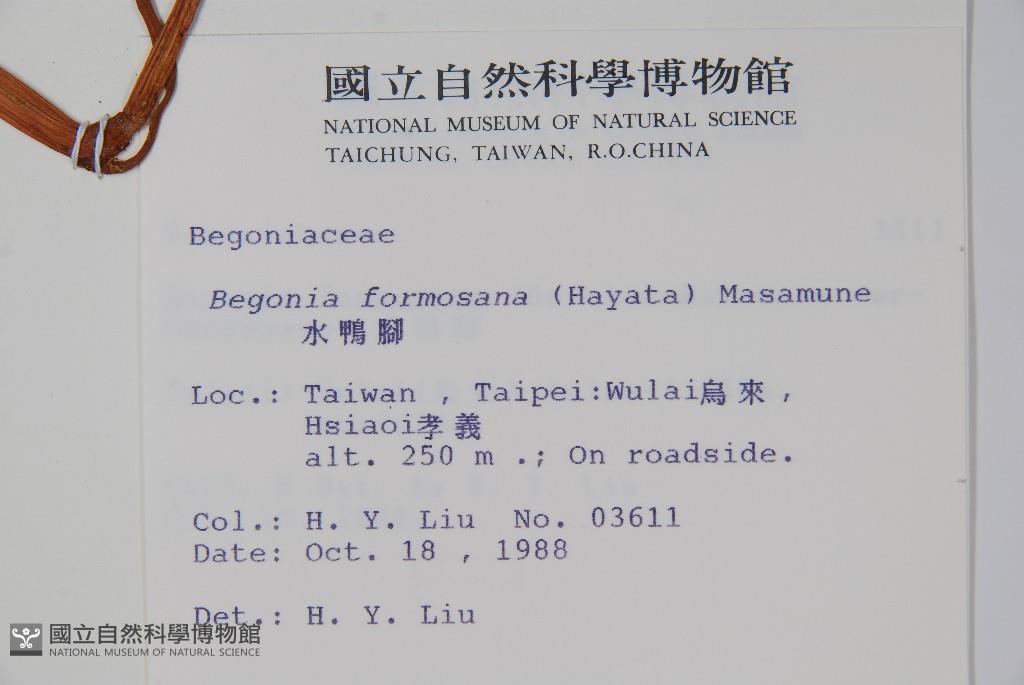 國立自然科學博物館
NATIONAL MUSEUM OF NATURAL SCIENCE
TAICHUNG, TAIWAN, R.O.CHINA
Begoniaceae
2011
Begonia formosana (Hayata) Masamune
水鴨腳
Loc.: Taiwan , Taipei:Wulai烏來 ,
Hsiaoi孝義
alt. 250 m .; On roadside.
Col.: H. Y. Liu No. 03611
Date: Oct. 18 , 1988
Det.: H. Y. Liu
國立自然科學博物館
NATIONAL MUSEUM OF NATURAL SCIENCE